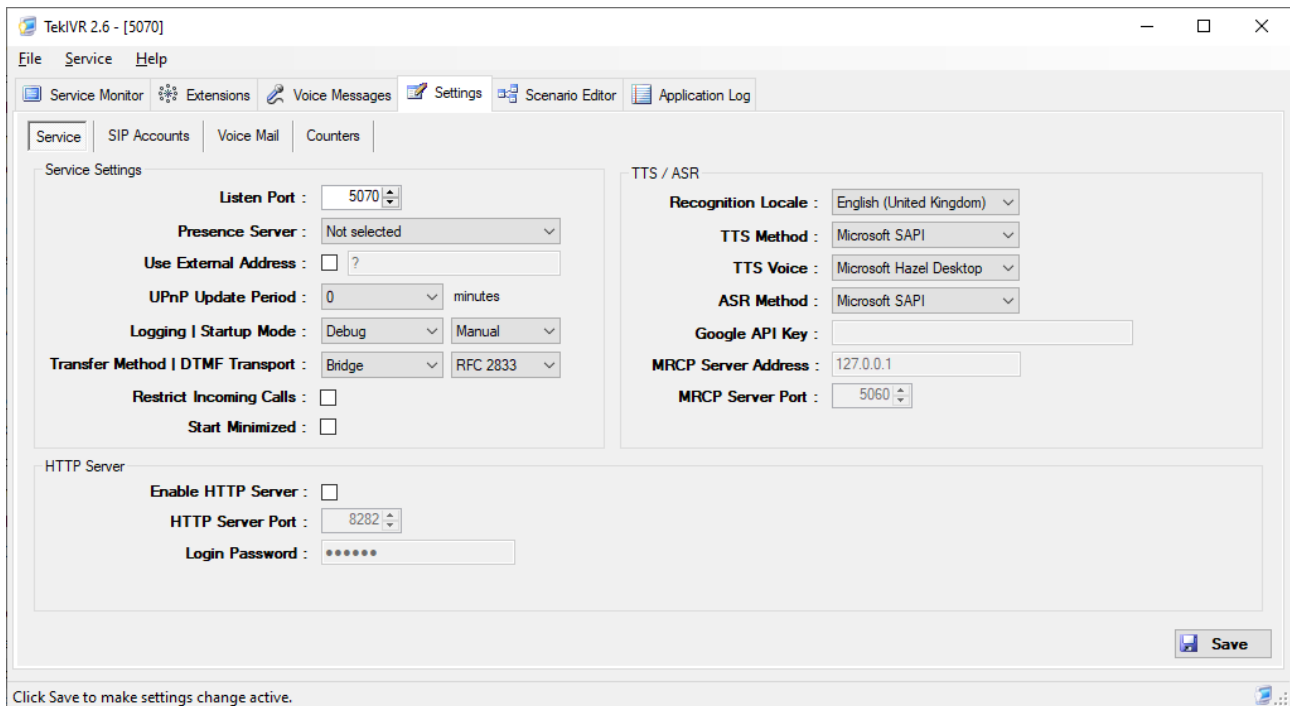 TekIVR 2.6 - [5070]
File Service Help
Service Monitor Extensions Voice Messages Settings Scenario Editor Application Log
Service SIP Accounts Voice Mail Counters
Service Settings
Listen Port : 5070
Presence Server : Not selected
Use External Address : ?
UPnP Update Period : 0 minutes
Logging | Startup Mode : Debug Manual
Transfer Method | DTMF Transport : Bridge RFC 2833
Restrict Incoming Calls :
Start Minimized :
TTS / ASR
Recognition Locale : English (United Kingdom)
TTS Method : Microsoft SAPI
TTS Voice : Microsoft Hazel Desktop
ASR Method : Microsoft SAPI
Google API Key :
MRCP Server Address : 127.0.0.1
MRCP Server Port : 5060
HTTP Server
Enable HTTP Server :
HTTP Server Port : 8282
Login Password : ●●●●●●
Save
Click Save to make settings change active.